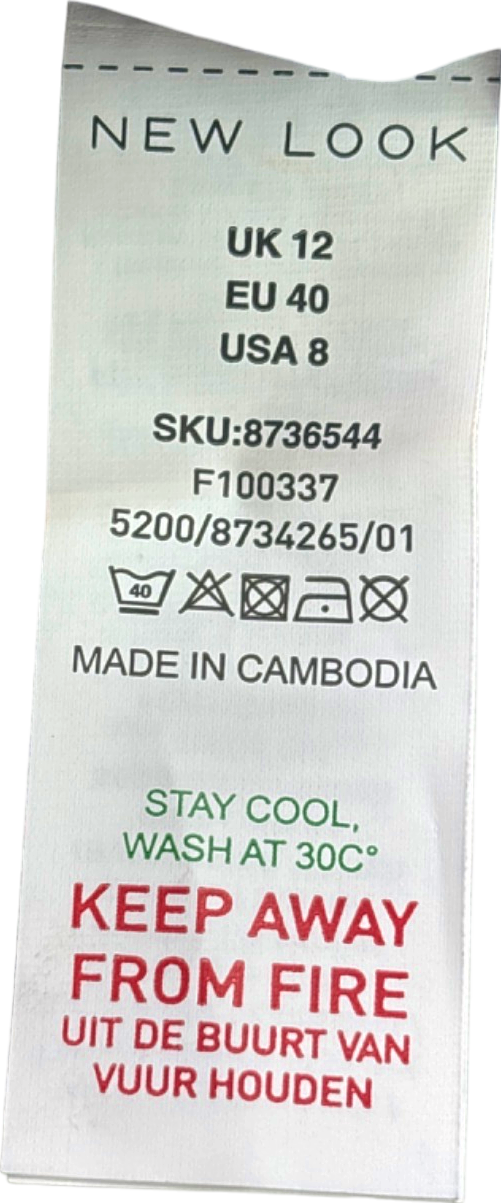 NEW LOOK
UK 12
EU 40
USA 8
SKU:8736544
F100337
5200/8734265/01
40
MADE IN CAMBODIA
STAY COOL,
WASH AT 30C°
KEEP AWAY
FROM FIRE
UIT DE BUURT VAN
VUUR HOUDEN